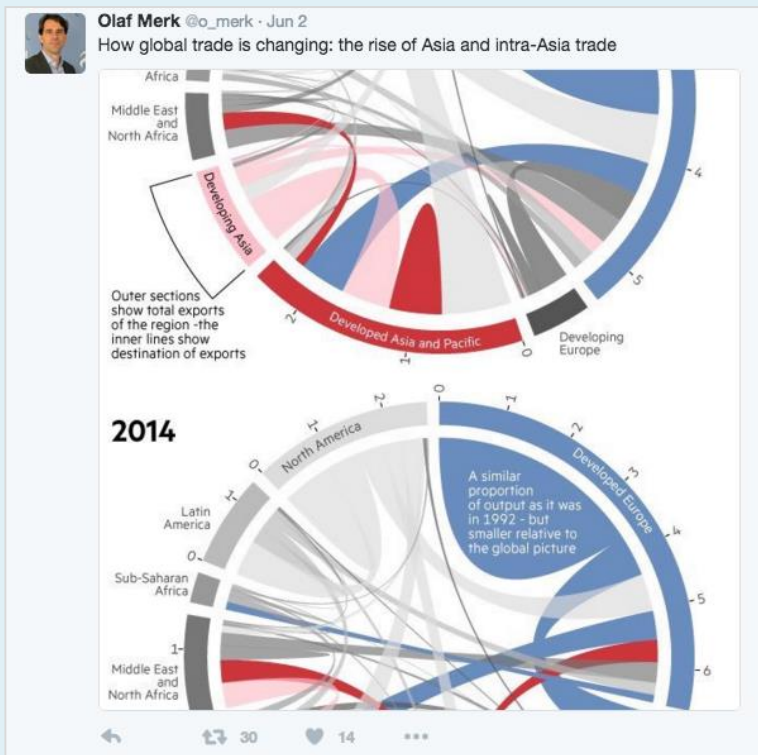 Olaf Merk @o_merk · Jun 2
How global trade is changing: the rise of Asia and intra-Asia trade
Africa
Middle East
and
North Africa
4
Developing Asia
5
Outer sections
show total exports
of the region -the
inner lines show
destination of exports
2
Developed Asia and Pacific
1
0
Developing
Europe
2014
0
1
2
North America
1
2
0
Developed Europe
3
A similar
proportion
of output as it was
in 1992 - but
smaller relative to
the global picture
1
Latin
America
0
4
Sub-Saharan
Africa
5
1
Middle East
and
North Africa
6
30
14